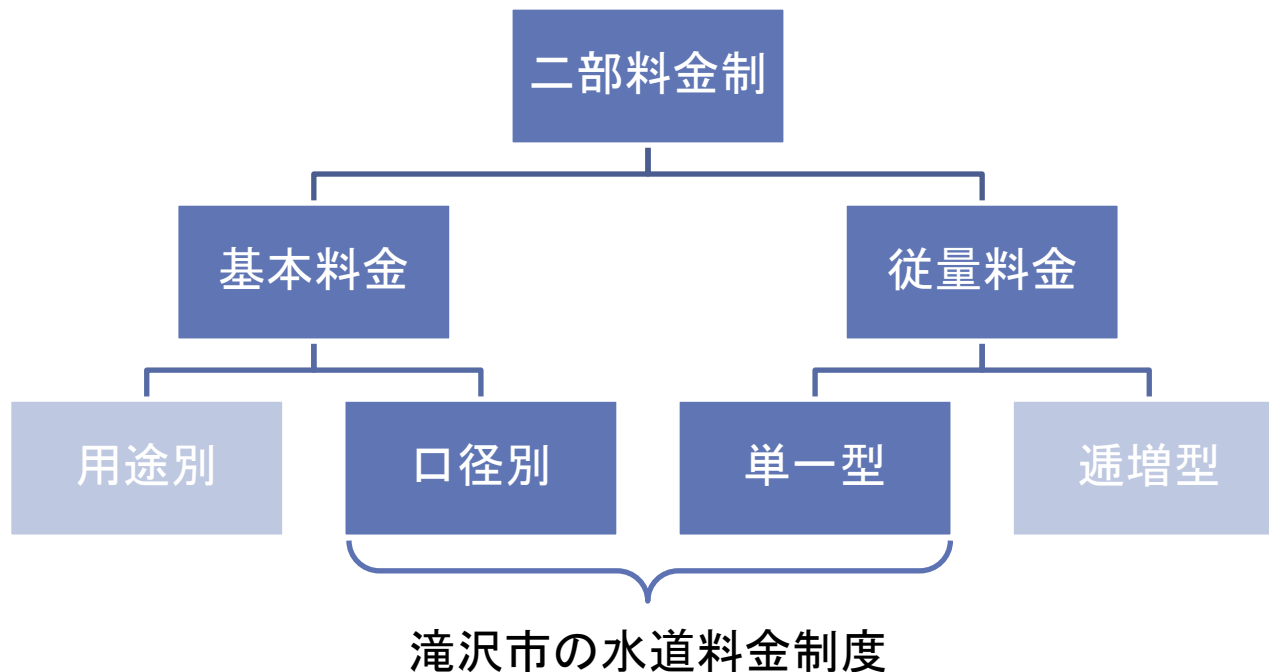 二部料金制
基本料金
従量料金
用途別
口径別
単一型
逓増型
滝沢市の水道料金制度